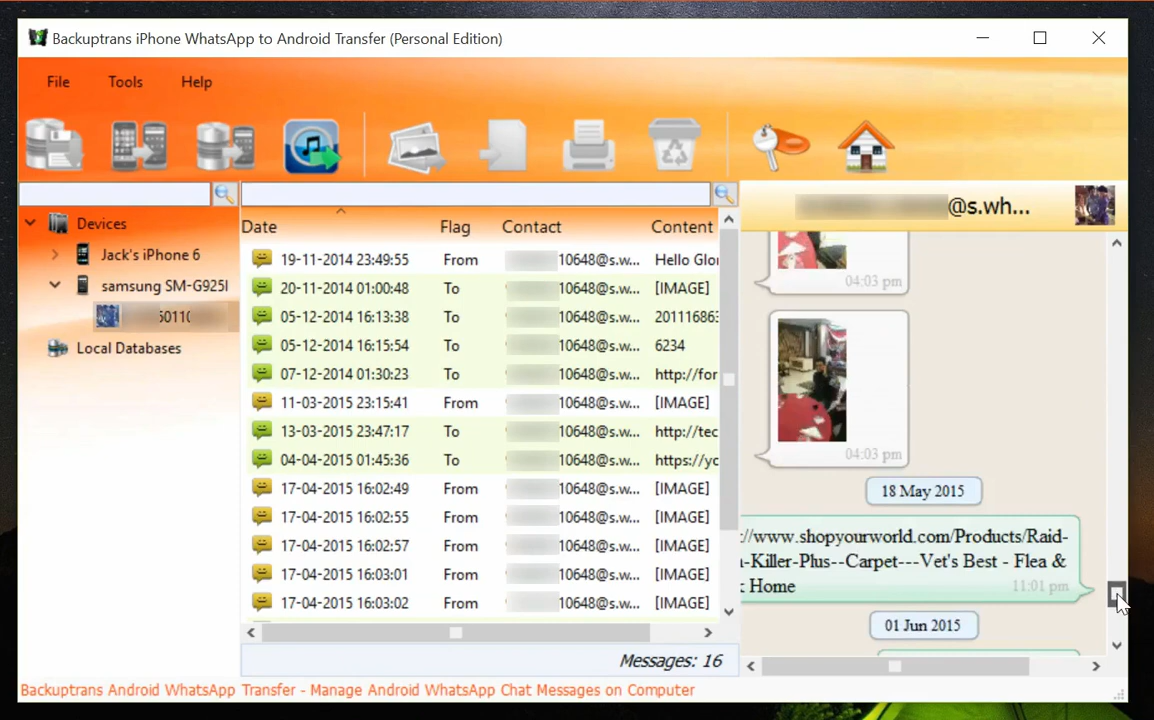 Backuptrans iPhone WhatsApp to Android Transfer (Personal Edition)
File Tools Help
@s.wh...
Devices
Jack's iPhone 6
samsung SM-G925I
Local Databases
Date Flag Contact Content
19-11-2014 23:49:55 From 10648@s.w... Hello Glor
20-11-2014 01:00:48 To 10648@s.w... [IMAGE]
05-12-2014 16:13:38 To 10648@s.w... 201116863
05-12-2014 16:15:54 To 10648@s.w... 6234
07-12-2014 01:30:23 To 10648@s.w... http://for
11-03-2015 23:15:41 From 10648@s.w... [IMAGE]
13-03-2015 23:47:17 To 10648@s.w... http://tec
04-04-2015 01:45:36 To 10648@s.w... https://yo
17-04-2015 16:02:49 From 10648@s.w... [IMAGE]
17-04-2015 16:02:55 From 10648@s.w... [IMAGE]
17-04-2015 16:02:57 From 10648@s.w... [IMAGE]
17-04-2015 16:03:01 From 10648@s.w... [IMAGE]
17-04-2015 16:03:02 From 10648@s.w... [IMAGE]
Messages: 16
04:03 pm
04:03 pm
18 May 2015
://www.shopyourworld.com/Products/Raid-
-Killer-Plus--Carpet---Vet's Best - Flea &
Home
11:01 pm
01 Jun 2015
Backuptrans Android WhatsApp Transfer - Manage Android WhatsApp Chat Messages on Computer